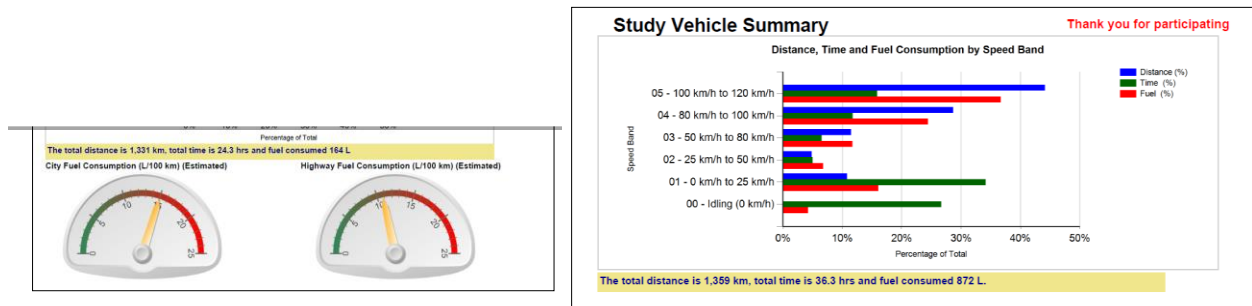 Percentage of Total
The total distance is 1,331 km, total time is 24.3 hrs and fuel consumed 164 L
City Fuel Consumption (L/100 km) (Estimated)
Highway Fuel Consumption (L/100 km) (Estimated)
0
5
10
15
20
25
0
5
10
15
20
25
Study Vehicle Summary
Thank you for participating
Distance, Time and Fuel Consumption by Speed Band
Distance (%)
Time (%)
Fuel (%)
Speed Band
05 - 100 km/h to 120 km/h
04 - 80 km/h to 100 km/h
03 - 50 km/h to 80 km/h
02 - 25 km/h to 50 km/h
01 - 0 km/h to 25 km/h
00 - Idling (0 km/h)
0% 10% 20% 30% 40% 50%
Percentage of Total
The total distance is 1,359 km, total time is 36.3 hrs and fuel consumed 872 L.